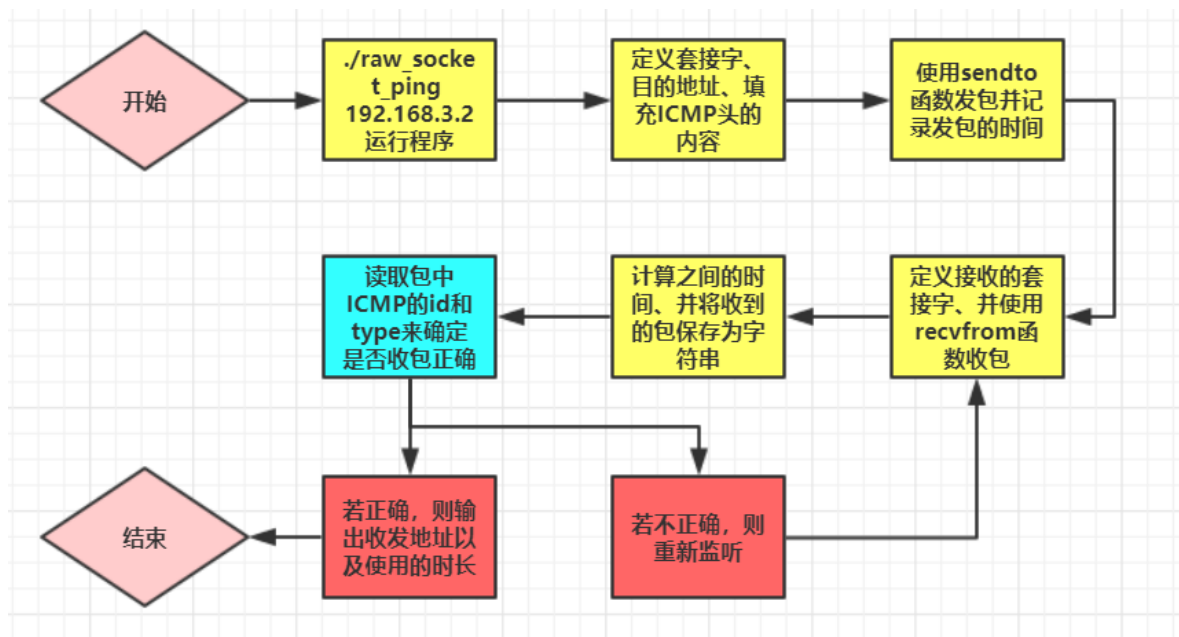 开始
./raw_socke
t_ping
192.168.3.2
运行程序
定义套接字、
目的地址、填
充ICMP头的
内容
使用sendto
函数发包并记
录发包的时间
定义接收的套
接字、并使用
recvfrom函
数收包
计算之间的时
间、并将收到
的包保存为字
符串
读取包中
ICMP的id和
type来确定
是否收包正确
若正确，则输
出收发地址以
及使用的时长
若不正确，则
重新监听
结束